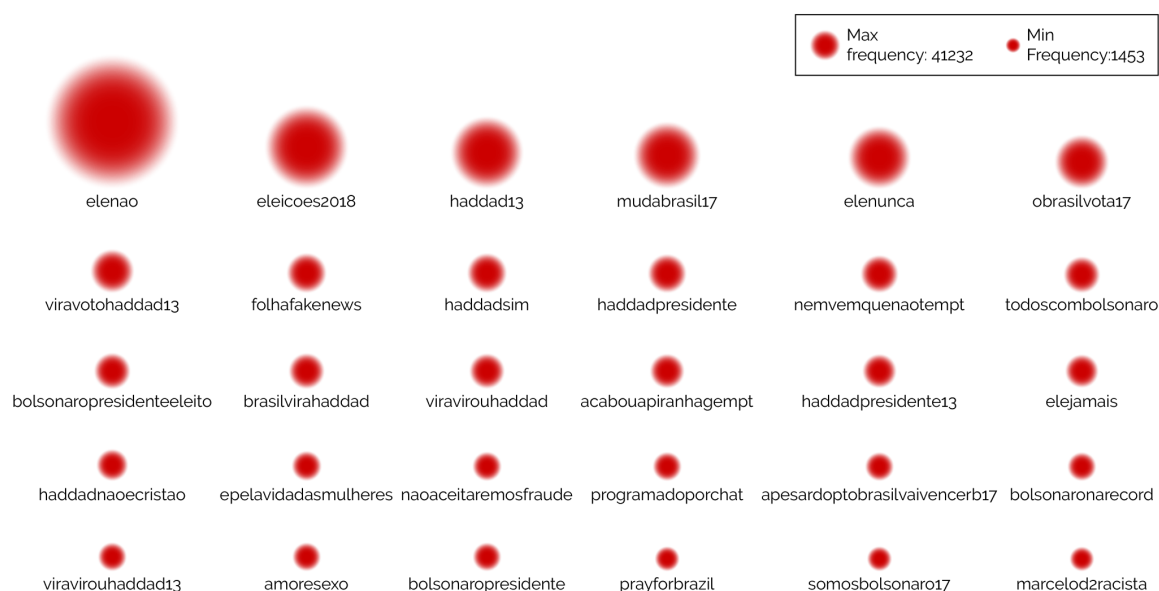 Max
frequency: 41232
Min
Frequency:1453
elenao
eleicoes2018
haddad13
mudabrasil17
elenunca
obrasilvota17
viravotohaddad13
folhafakenews
haddadsim
haddadpresidente
nemvemquenaotempt
todoscombolsonaro
bolsonaropresidenteeleito
brasilvirahaddad
viravirouhaddad
acabouapiranhagempt
haddadpresidente13
elejamais
haddadnaoecristao
epelavidadasmulheres
naoaceitaremosfraude
programadoporchat
apesardoptobrasilvaivencerb17
bolsonaronarecord
viravirouhaddad13
amoresexo
bolsonaropresidente
prayforbrazil
somosbolsonaro17
marcelod2racista